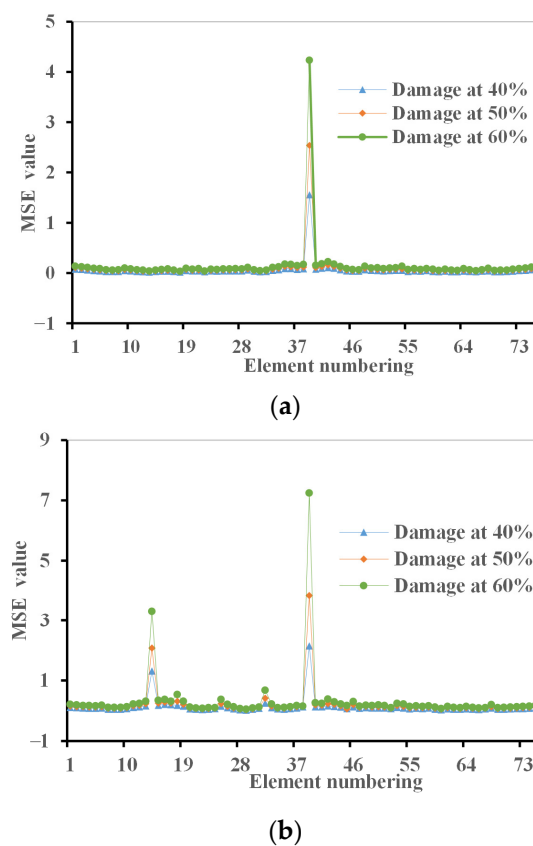 5
4
3
2
1
0
−1
MSE value
Damage at 40%
Damage at 50%
Damage at 60%
1 10 19 28 37 46 55 64 73
Element numbering
(a)
9
7
5
3
1
−1
MSE value
Damage at 40%
Damage at 50%
Damage at 60%
1 10 19 28 37 46 55 64 73
Element numbering
(b)